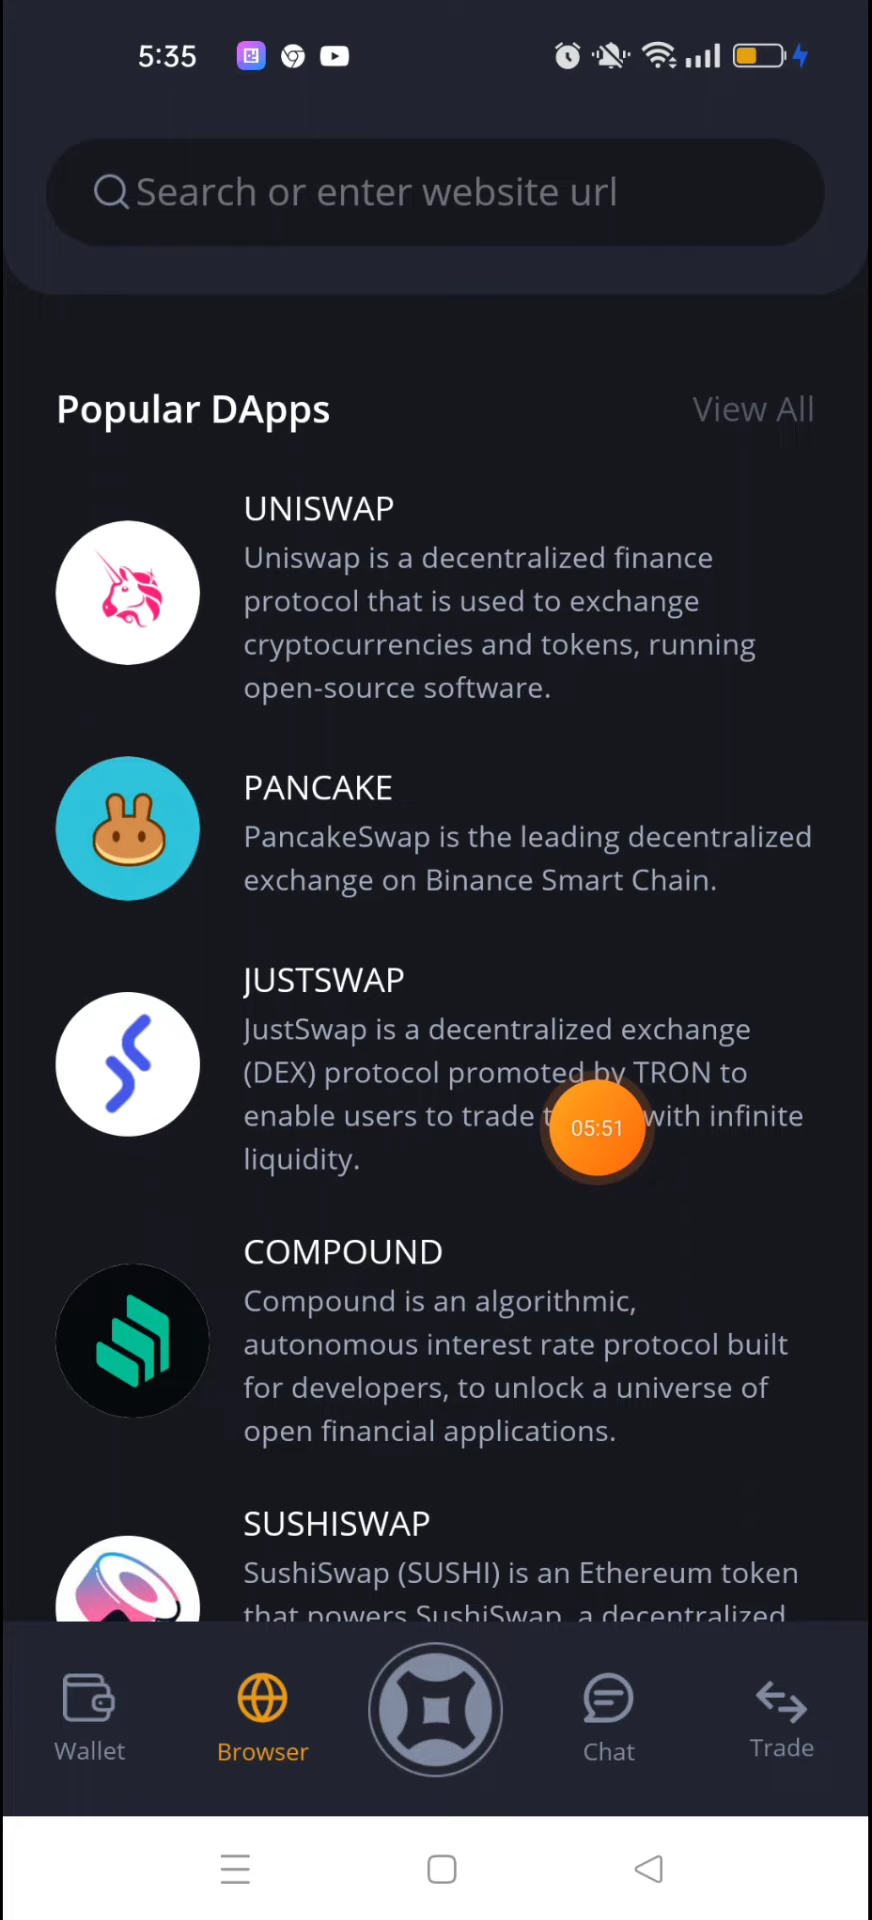 5:35
Search or enter website url
Popular DApps
View All
UNISWAP
Uniswap is a decentralized finance
protocol that is used to exchange
cryptocurrencies and tokens, running
open-source software.
PANCAKE
PancakeSwap is the leading decentralized
exchange on Binance Smart Chain.
JUSTSWAP
JustSwap is a decentralized exchange
(DEX) protocol promoted by TRON to
enable users to trade with infinite
05:51
liquidity.
COMPOUND
Compound is an algorithmic,
autonomous interest rate protocol built
for developers, to unlock a universe of
open financial applications.
SUSHISWAP
SushiSwap (SUSHI) is an Ethereum token
that powers SushiSwap, a decentralized
Wallet
Browser
Chat
Trade